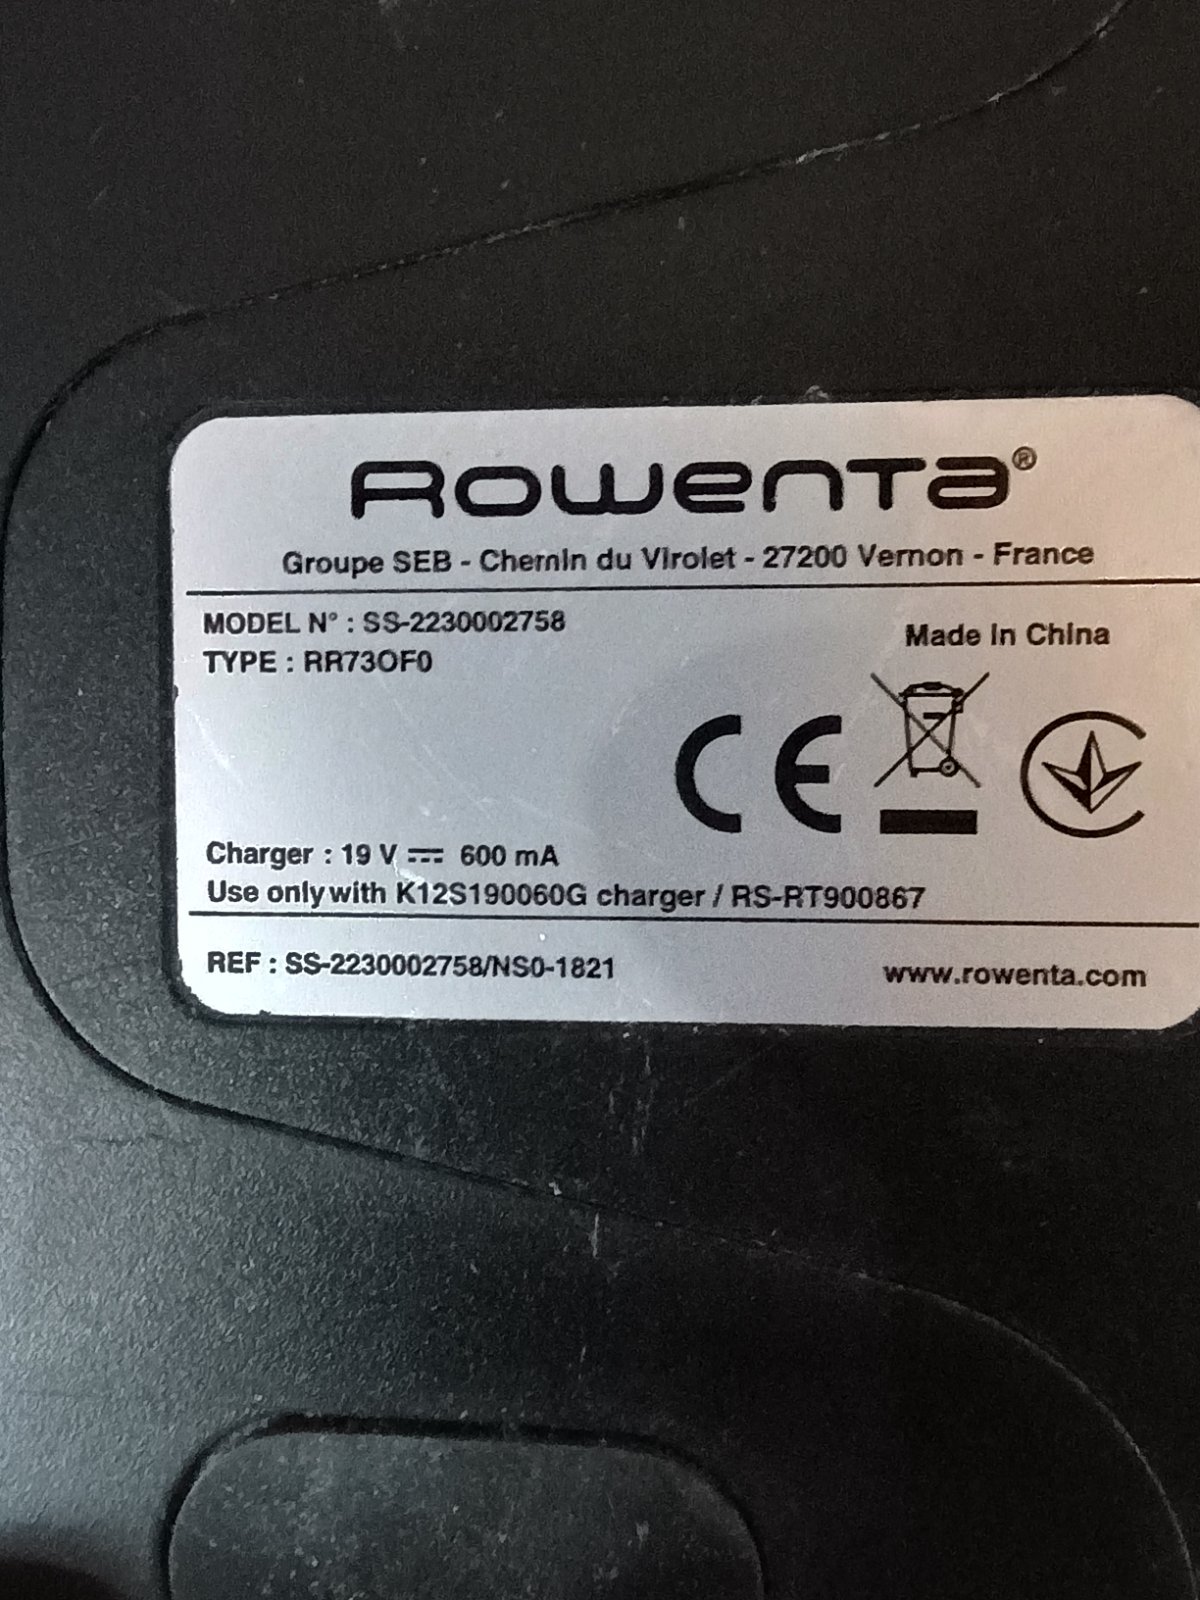 Rowenta®
Groupe SEB - Chemin du Virolet - 27200 Vernon - France
MODEL N° : SS-2230002758
TYPE : RR73OF0
Made in China
CE
Charger : 19 V ⎓ 600 mA
Use only with K12S190060G charger / RS-RT900867
REF : SS-2230002758/NS0-1821
www.rowenta.com